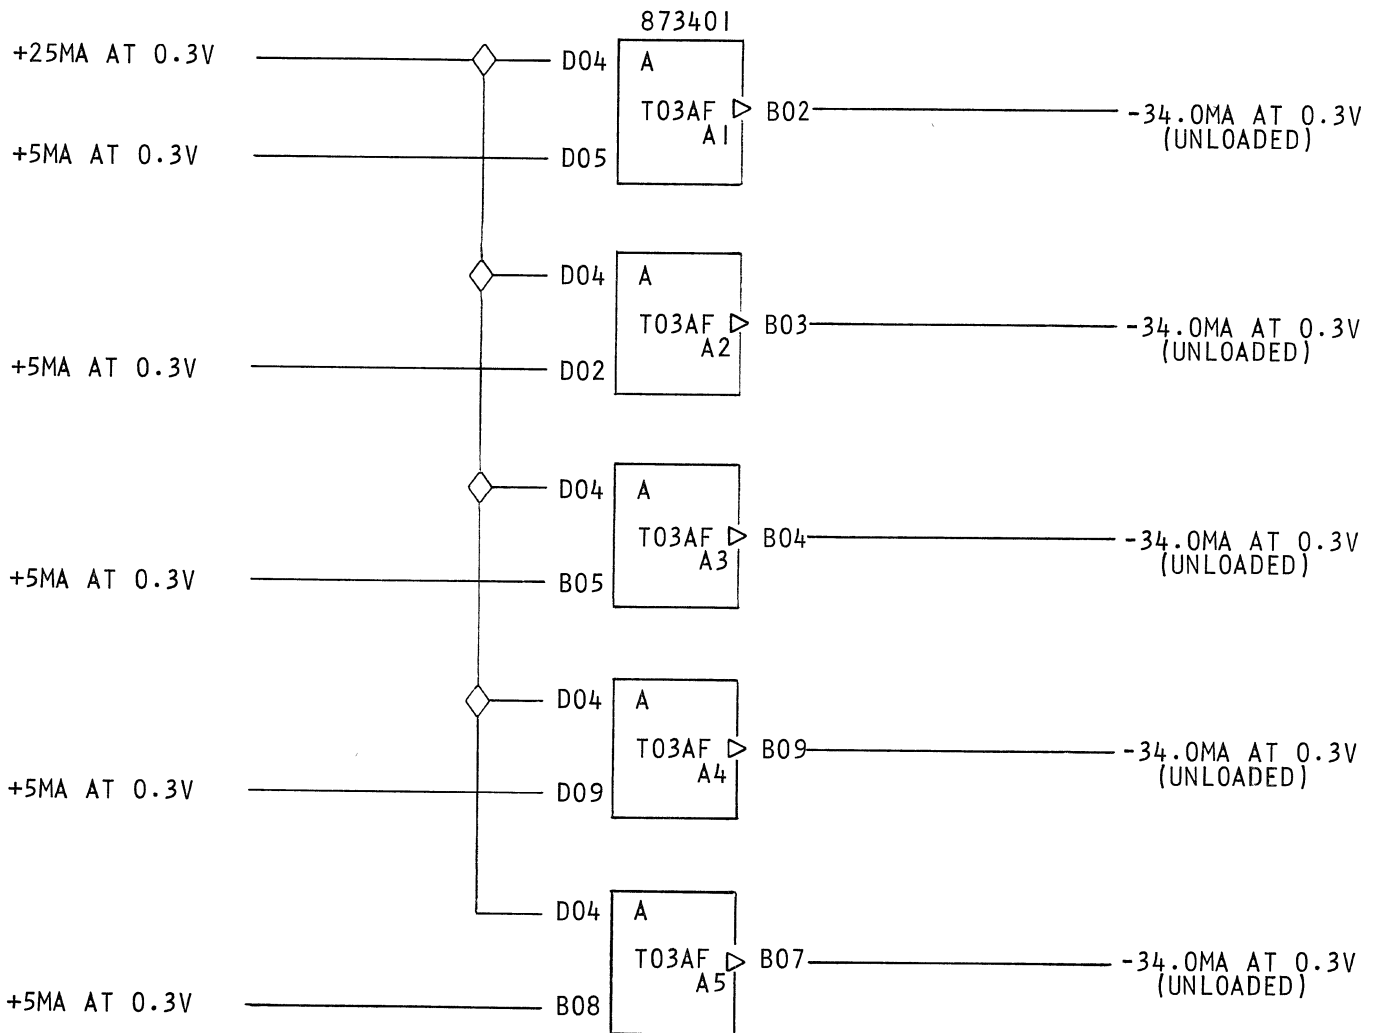 873401
+25MA AT 0.3V D04 A
T03AF B02 -34.0MA AT 0.3V
A1 (UNLOADED)
+5MA AT 0.3V D05
D04 A
T03AF B03 -34.0MA AT 0.3V
A2 (UNLOADED)
+5MA AT 0.3V D02
D04 A
T03AF B04 -34.0MA AT 0.3V
A3 (UNLOADED)
+5MA AT 0.3V B05
D04 A
T03AF B09 -34.0MA AT 0.3V
A4 (UNLOADED)
+5MA AT 0.3V D09
D04 A
T03AF B07 -34.0MA AT 0.3V
A5 (UNLOADED)
+5MA AT 0.3V B08